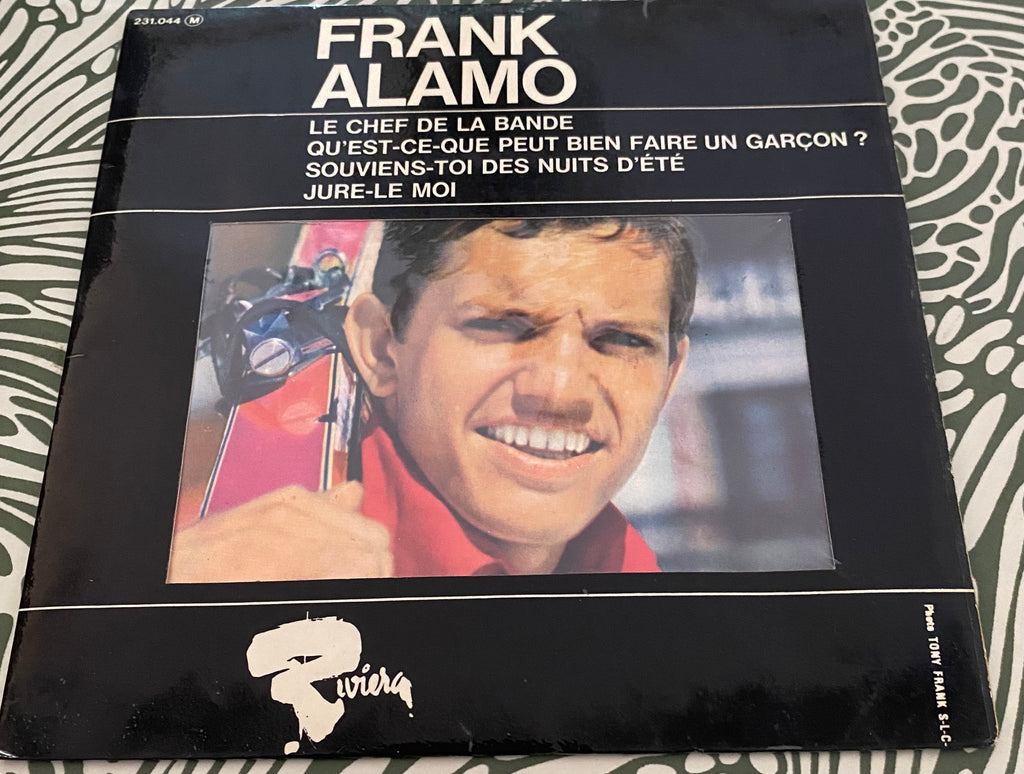 231.044 M
FRANK
ALAMO
LE CHEF DE LA BANDE
QU'EST-CE-QUE PEUT BIEN FAIRE UN GARÇON ?
SOUVIENS-TOI DES NUITS D'ÉTÉ
JURE-LE MOI
Riviera
Photo TONY FRANK S-L-C-